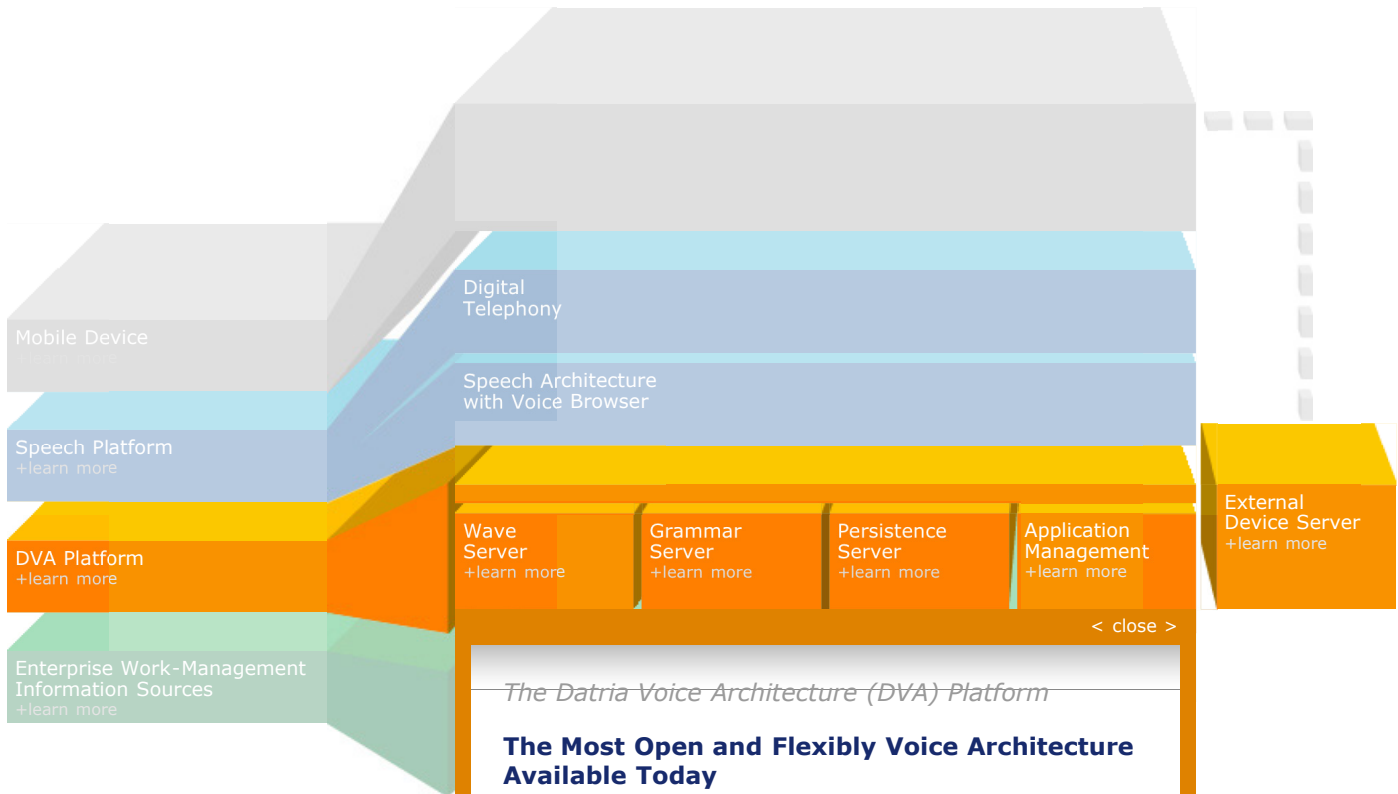 Mobile Device
+learn more
Speech Platform
+learn more
DVA Platform
+learn more
Enterprise Work-Management
Information Sources
+learn more
Digital
Telephony
Speech Architecture
with Voice Browser
Wave
Server
+learn more
Grammar
Server
+learn more
Persistence
Server
+learn more
Application
Management
+learn more
External
Device Server
+learn more
< close >
The Datria Voice Architecture (DVA) Platform
The Most Open and Flexibly Voice Architecture
Available Today